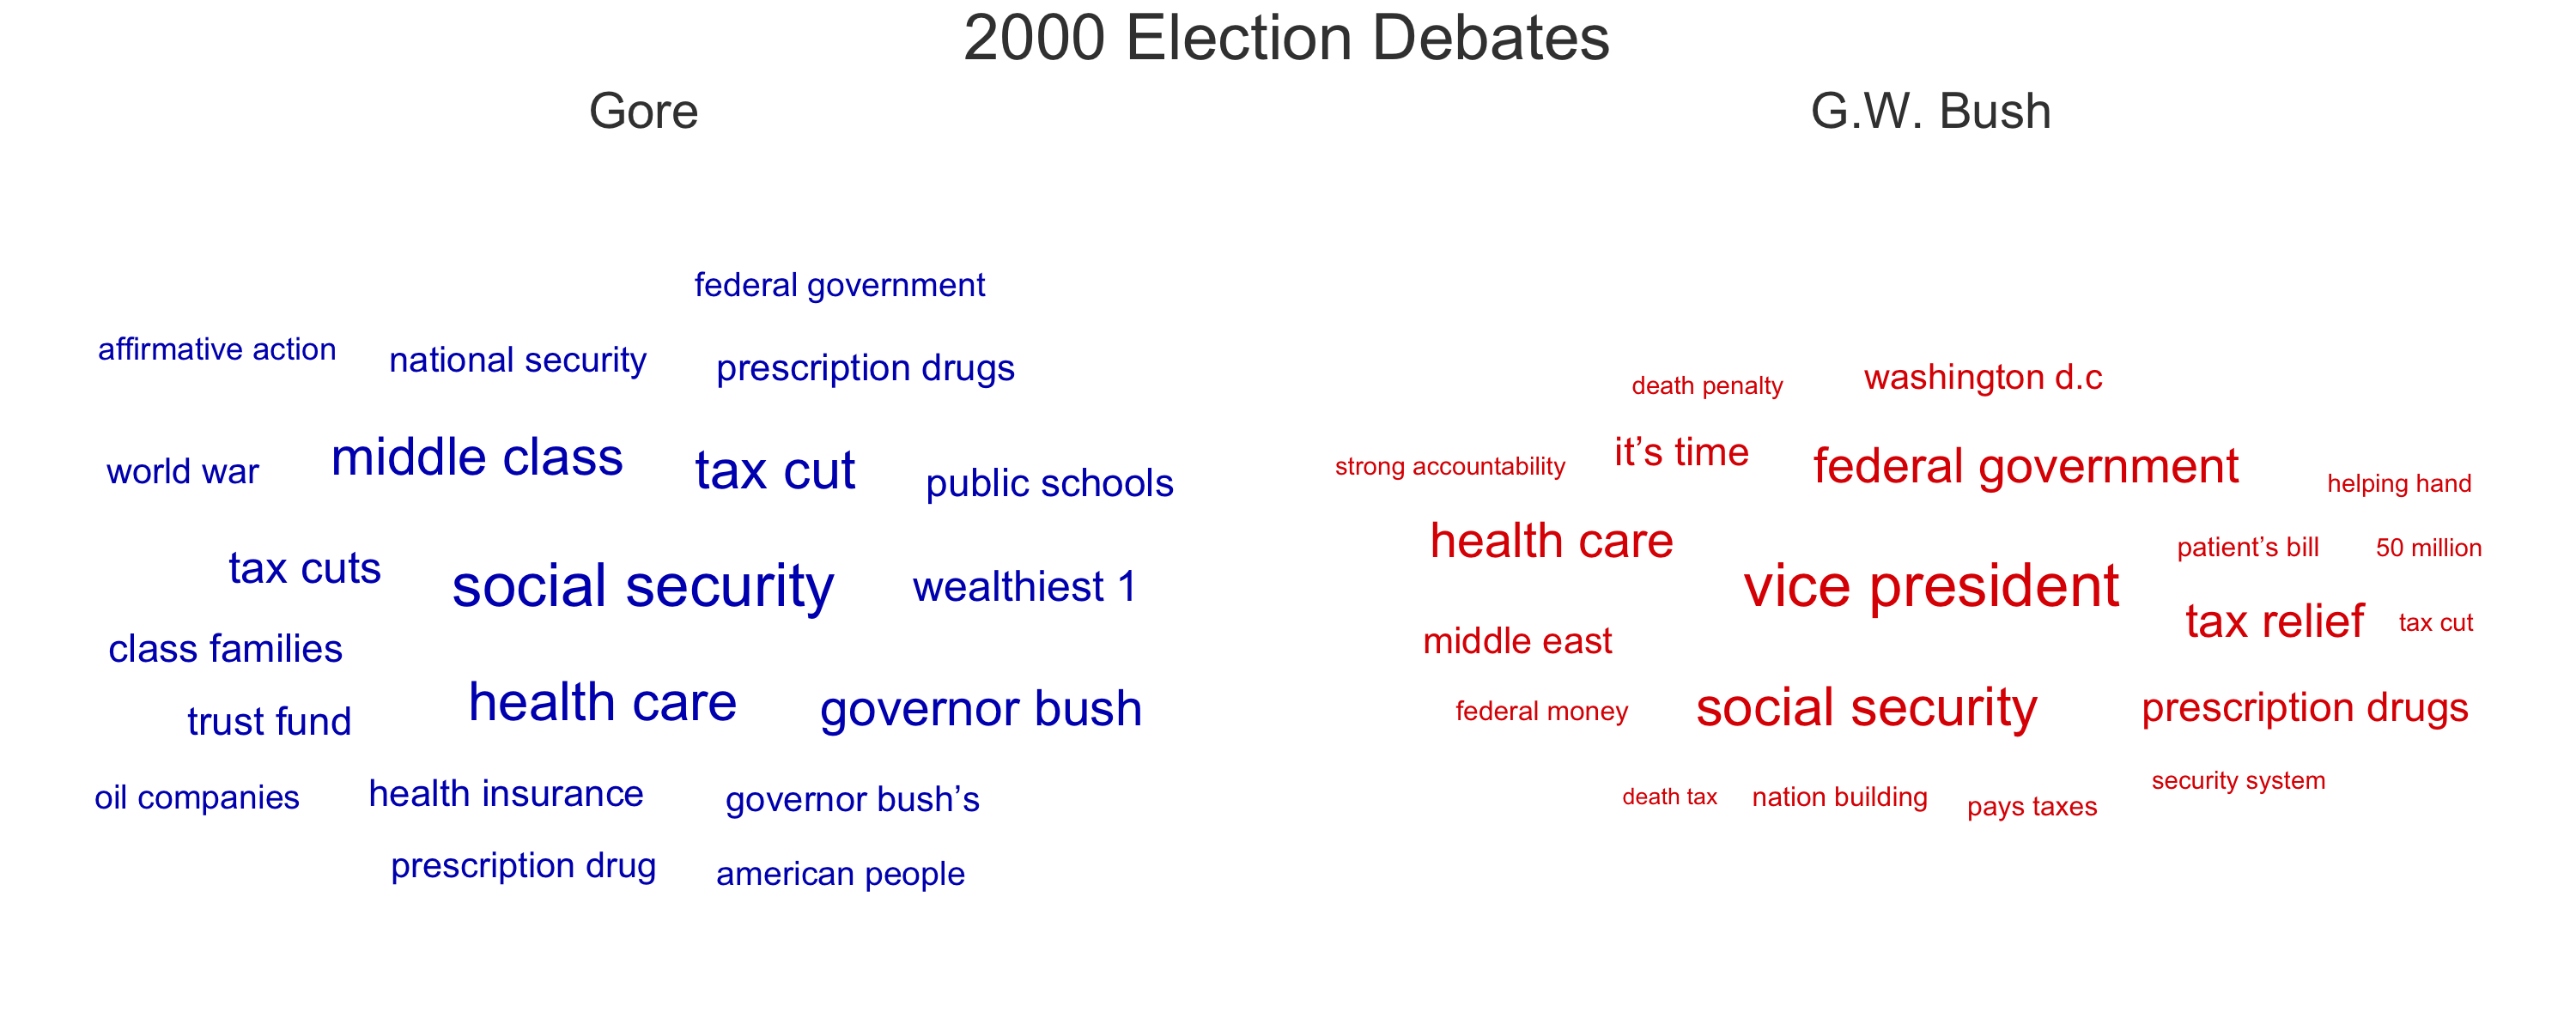 2000 Election Debates
Gore
federal government
affirmative action
national security
prescription drugs
middle class
tax cut
world war
public schools
tax cuts
social security
wealthiest 1
class families
health care
governor bush
trust fund
oil companies
health insurance
governor bush’s
prescription drug
american people
G.W. Bush
death penalty
washington d.c
it’s time
strong accountability
federal government
helping hand
health care
patient’s bill
50 million
vice president
tax relief
tax cut
middle east
federal money
social security
prescription drugs
security system
death tax
nation building
pays taxes